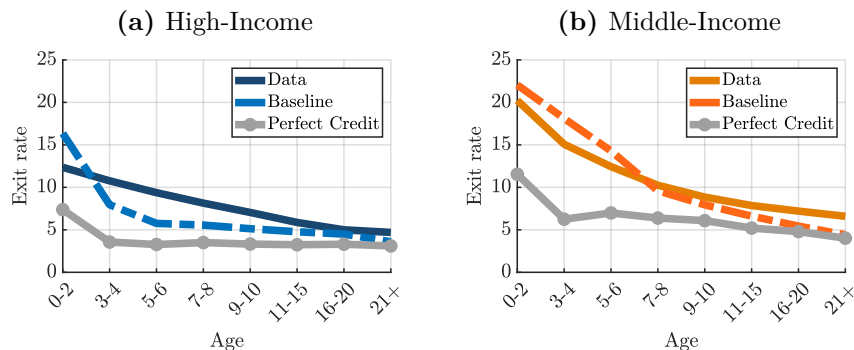 (a) High-Income
Exit rate
25
20
15
10
5
0
Data
Baseline
Perfect Credit
0-2
3-4
5-6
7-8
9-10
11-15
16-20
21+
Age
(b) Middle-Income
Exit rate
25
20
15
10
5
0
Data
Baseline
Perfect Credit
0-2
3-4
5-6
7-8
9-10
11-15
16-20
21+
Age